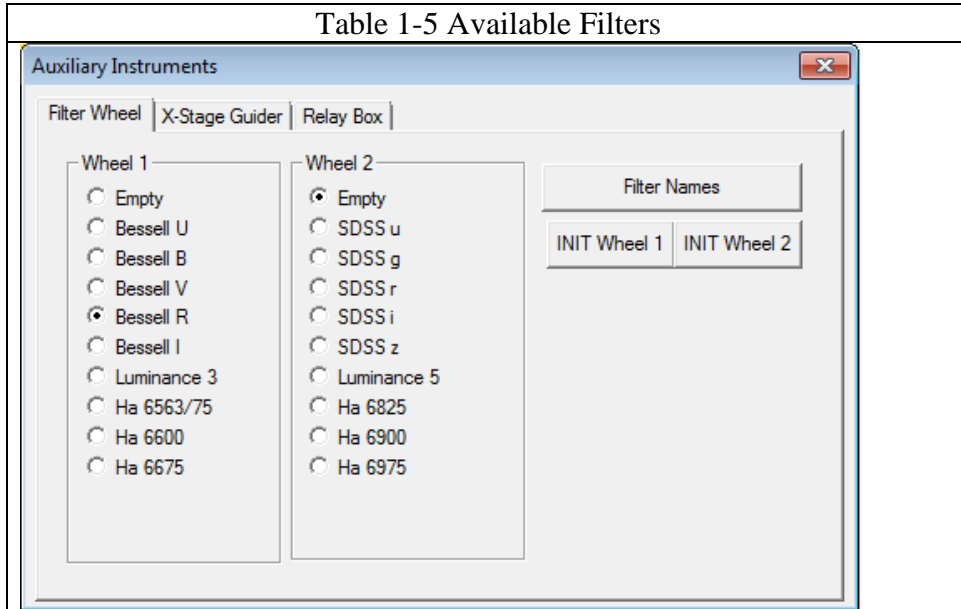 Table 1-5 Available Filters
Auxiliary Instruments
Filter Wheel X-Stage Guider Relay Box
Wheel 1
Empty
Bessell U
Bessell B
Bessell V
Bessell R
Bessell I
Luminance 3
Ha 6563/75
Ha 6600
Ha 6675
Wheel 2
Empty
SDSS u
SDSS g
SDSS r
SDSS i
SDSS z
Luminance 5
Ha 6825
Ha 6900
Ha 6975
Filter Names
INIT Wheel 1 INIT Wheel 2